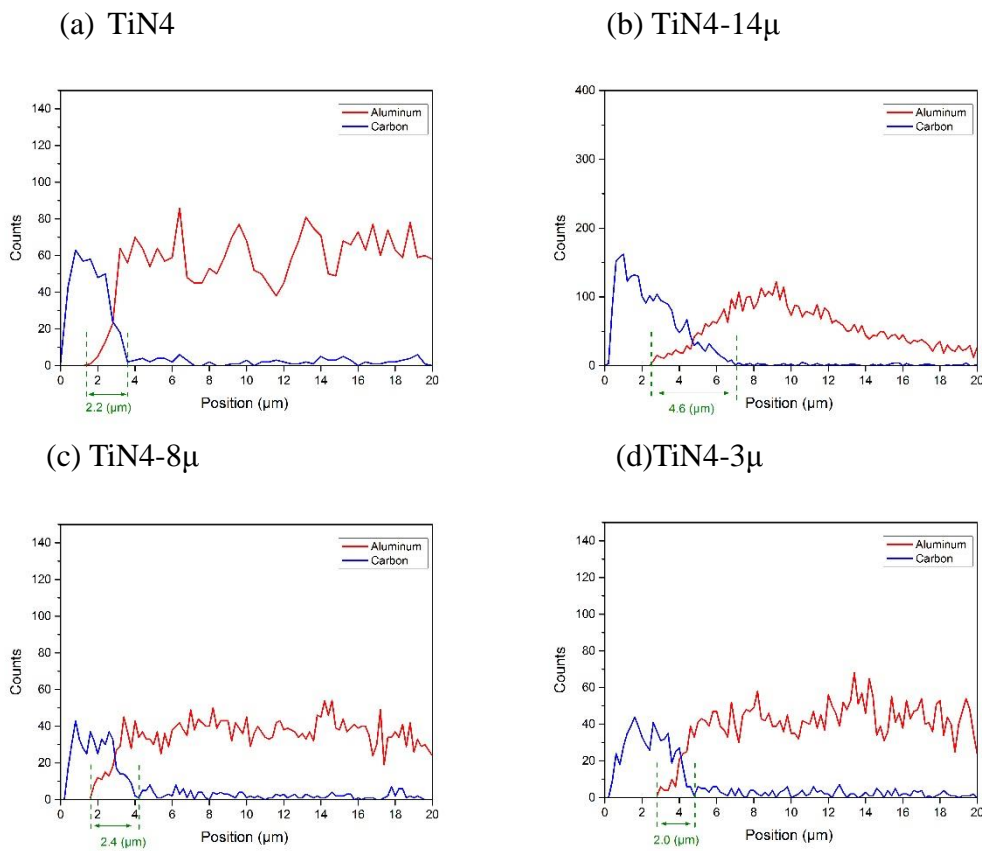 (a) TiN4
140
120
100
80
60
40
20
0
Counts
Aluminum
Carbon
0 2 4 6 8 10 12 14 16 18 20
Position (µm)
2.2 (µm)
(b) TiN4-14µ
400
350
300
250
200
150
100
50
0
Counts
Aluminum
Carbon
0 2 4 6 8 10 12 14 16 18 20
Position (µm)
4.6 (µm)
(c) TiN4-8µ
140
120
100
80
60
40
20
0
Counts
Aluminum
Carbon
0 2 4 6 8 10 12 14 16 18 20
Position (µm)
2.4 (µm)
(d)TiN4-3µ
140
120
100
80
60
40
20
0
Counts
Aluminum
Carbon
0 2 4 6 8 10 12 14 16 18 20
Position (µm)
2.0 (µm)